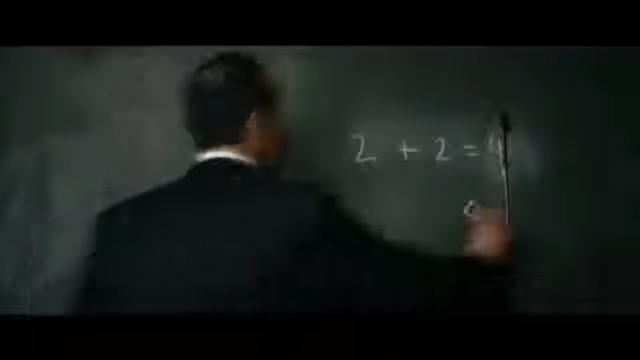 2 + 2 =